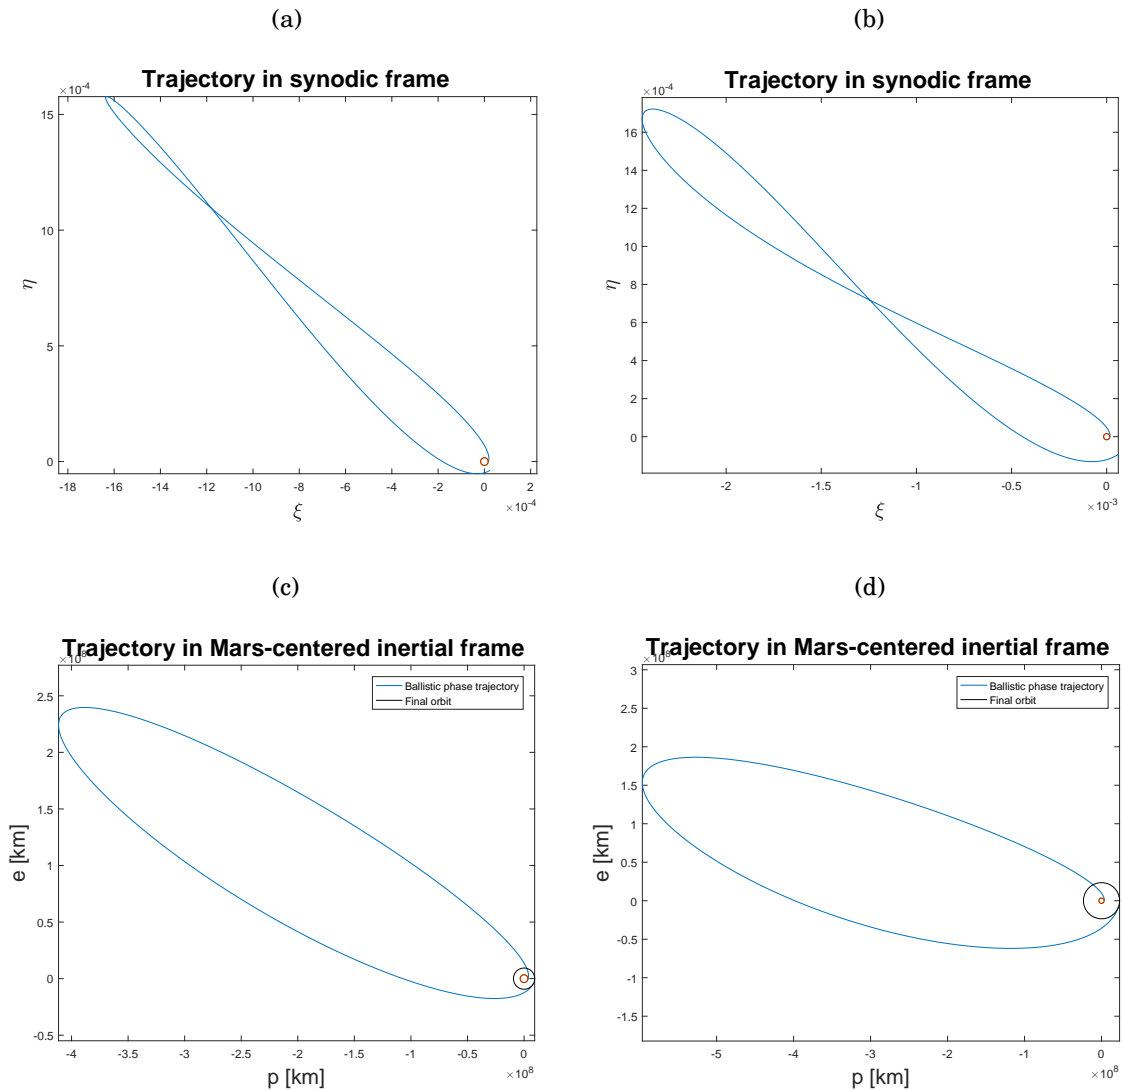 (a)
Trajectory in synodic frame
×10⁻⁴
15
10
5
0
η
-18 -16 -14 -12 -10 -8 -6 -4 -2 0 2
×10⁻⁴
ξ
(b)
Trajectory in synodic frame
×10⁻⁴
16
14
12
10
8
6
4
2
0
η
-2 -1.5 -1 -0.5 0
×10⁻³
ξ
(c)
Trajectory in Mars-centered inertial frame
×10⁸
Ballistic phase trajectory
Final orbit
2.5
2
1.5
1
0.5
0
-0.5
e [km]
-4 -3.5 -3 -2.5 -2 -1.5 -1 -0.5 0
×10⁸
p [km]
(d)
Trajectory in Mars-centered inertial frame
×10⁸
Ballistic phase trajectory
Final orbit
3
2.5
2
1.5
1
0.5
0
-0.5
-1
-1.5
e [km]
-5 -4 -3 -2 -1 0
×10⁸
p [km]